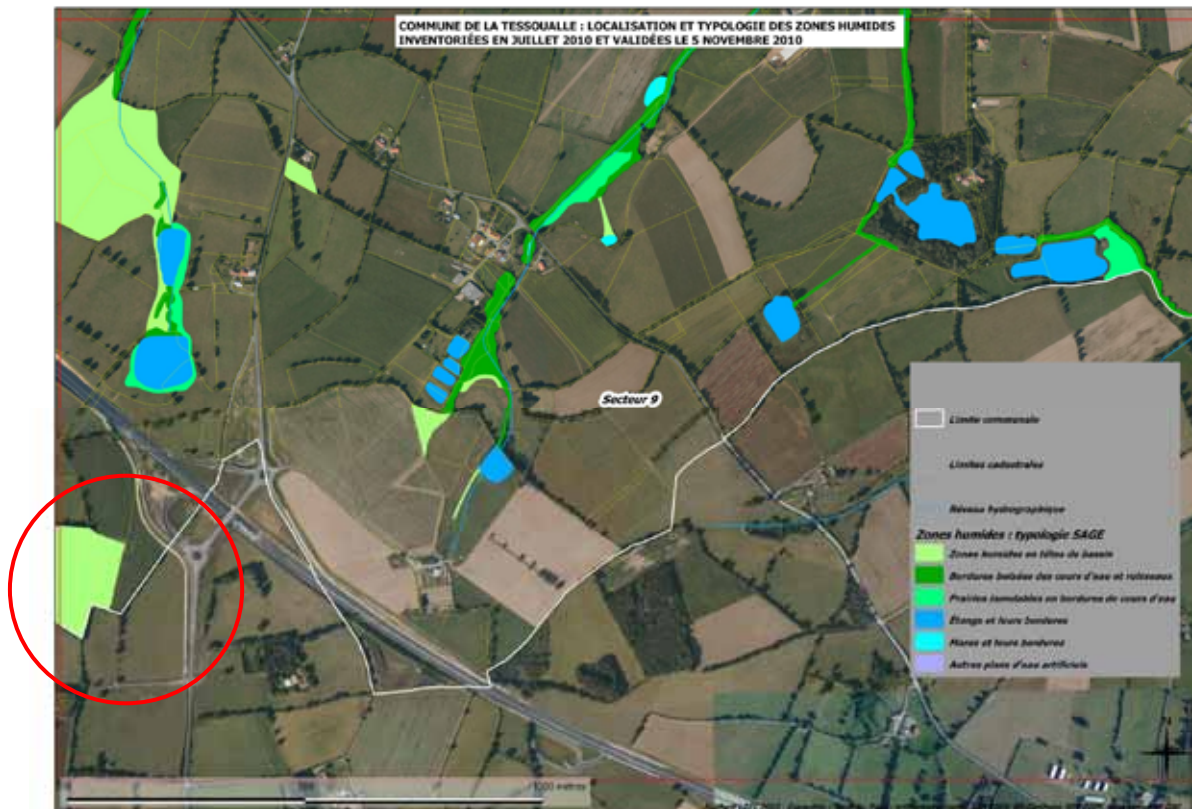 COMMUNE DE LA TESSOUALLE : LOCALISATION ET TYPOLOGIE DES ZONES HUMIDES
INVENTORIÉES EN JUILLET 2010 ET VALIDÉES LE 5 NOVEMBRE 2010
Secteur 9
Limite communale
Limites cadastrales
Réseau hydrographique
Zones humides : typologie SAGE
Zones humides en têtes de bassin
Bordures boisées des cours d'eau et ruisseaux
Prairies inondables en bordures de cours d'eau
Étangs et leurs bordures
Mares et leurs bordures
Autres plans d'eau artificiels
N
1000 mètres